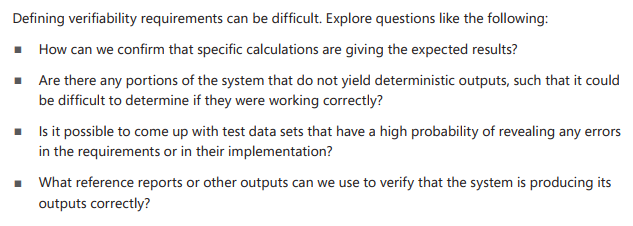 Defining verifiability requirements can be difficult. Explore questions like the following:
■ How can we confirm that specific calculations are giving the expected results?
■ Are there any portions of the system that do not yield deterministic outputs, such that it could
be difficult to determine if they were working correctly?
■ Is it possible to come up with test data sets that have a high probability of revealing any errors
in the requirements or in their implementation?
■ What reference reports or other outputs can we use to verify that the system is producing its
outputs correctly?